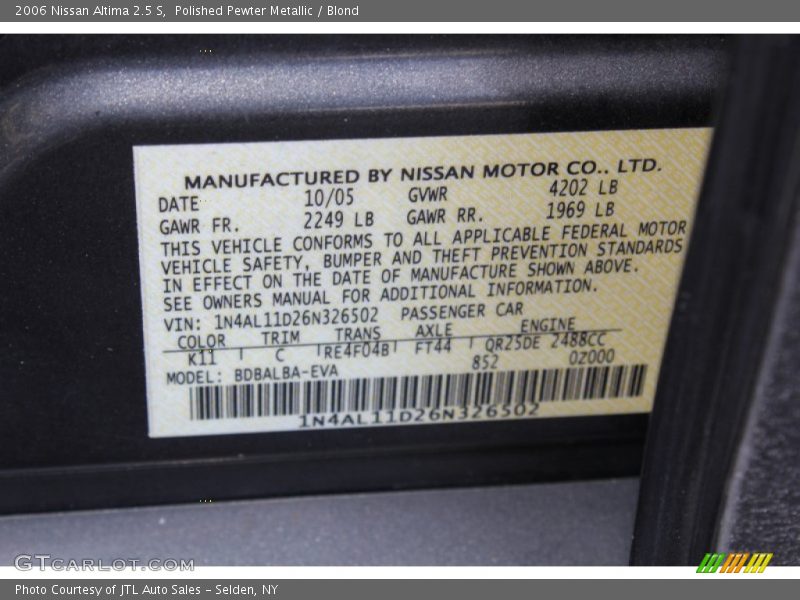 2006 Nissan Altima 2.5 S, Polished Pewter Metallic / Blond
MANUFACTURED BY NISSAN MOTOR CO., LTD.
DATE 10/05 GVWR 4202 LB
GAWR FR. 2249 LB GAWR RR. 1969 LB
THIS VEHICLE CONFORMS TO ALL APPLICABLE FEDERAL MOTOR
VEHICLE SAFETY, BUMPER AND THEFT PREVENTION STANDARDS
IN EFFECT ON THE DATE OF MANUFACTURE SHOWN ABOVE.
SEE OWNERS MANUAL FOR ADDITIONAL INFORMATION.
VIN: 1N4AL11D26N326502 PASSENGER CAR
COLOR TRIM TRANS AXLE ENGINE
K11 C RE4F04B FT44 QR25DE 2488CC
852 0Z000
MODEL: BDBALBA-EVA
1N4AL11D26N326502
GTcarlot.com
Photo Courtesy of JTL Auto Sales - Selden, NY